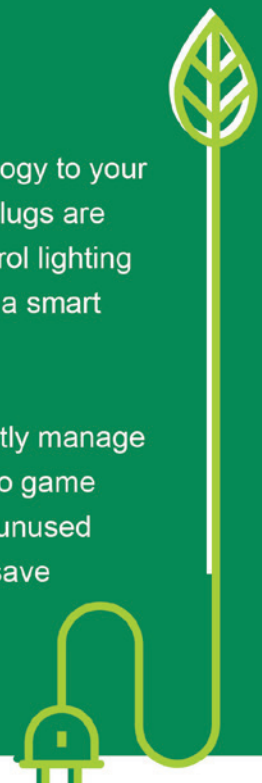 ogy to your
lugs are
rol lighting
a smart
tly manage
o game
unused
save